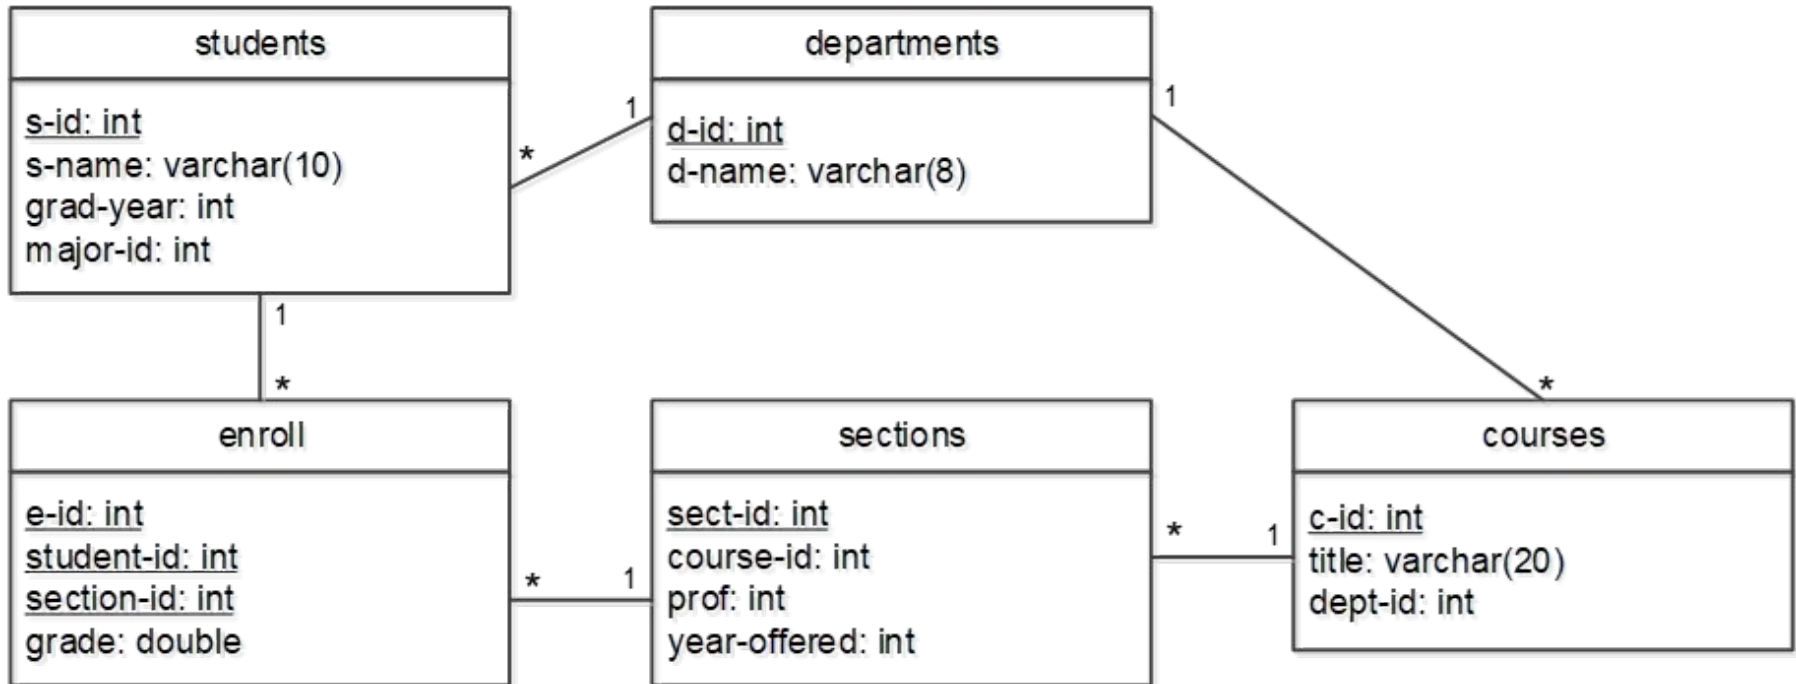 students
s-id: int
s-name: varchar(10)
grad-year: int
major-id: int
departments
d-id: int
d-name: varchar(8)
*
1
1
1
*
*
enroll
e-id: int
student-id: int
section-id: int
grade: double
*
1
sections
sect-id: int
course-id: int
prof: int
year-offered: int
*
1
courses
c-id: int
title: varchar(20)
dept-id: int